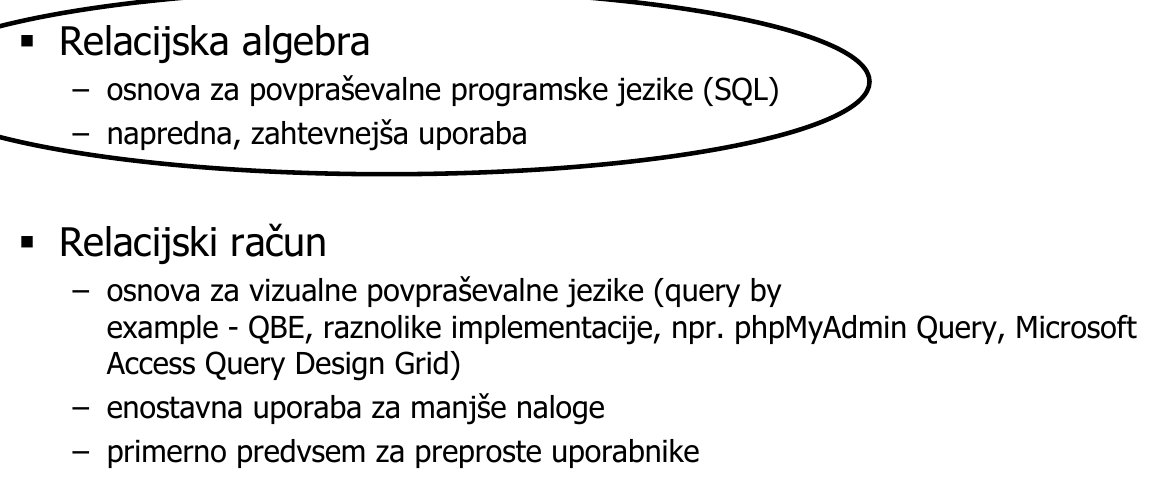 ▪ Relacijska algebra
– osnova za povpraševalne programske jezike (SQL)
– napredna, zahtevnejša uporaba
▪ Relacijski račun
– osnova za vizualne povpraševalne jezike (query by
example - QBE, raznolike implementacije, npr. phpMyAdmin Query, Microsoft
Access Query Design Grid)
– enostavna uporaba za manjše naloge
– primerno predvsem za preproste uporabnike